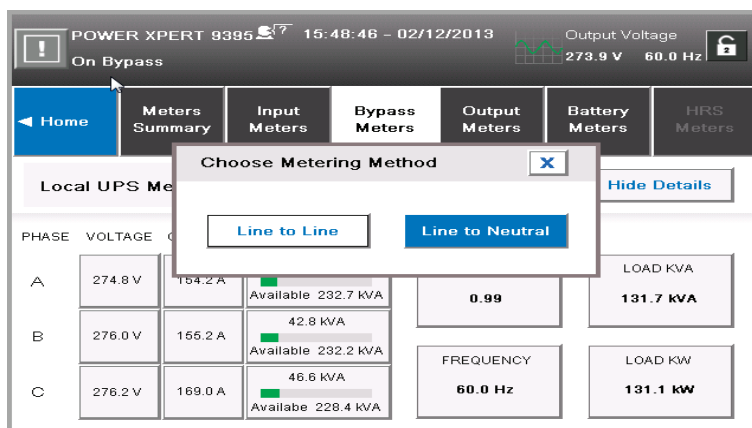 POWER XPERT 9395 ? 15:48:46 - 02/12/2013 Output Voltage
! On Bypass 273.9 V 60.0 Hz 2
Home Meters Summary Input Meters Bypass Meters Output Meters Battery Meters HRS Meters
Choose Metering Method X
Local UPS Me Hide Details
Line to Line Line to Neutral
PHASE VOLTAGE
A 274.8 V 154.2 A Available 232.7 kVA 0.99 LOAD KVA 131.7 kVA
B 276.0 V 155.2 A 42.8 kVA Available 232.2 kVA
C 276.2 V 169.0 A 46.6 kVA Availabe 228.4 kVA FREQUENCY 60.0 Hz LOAD KW 131.1 kW